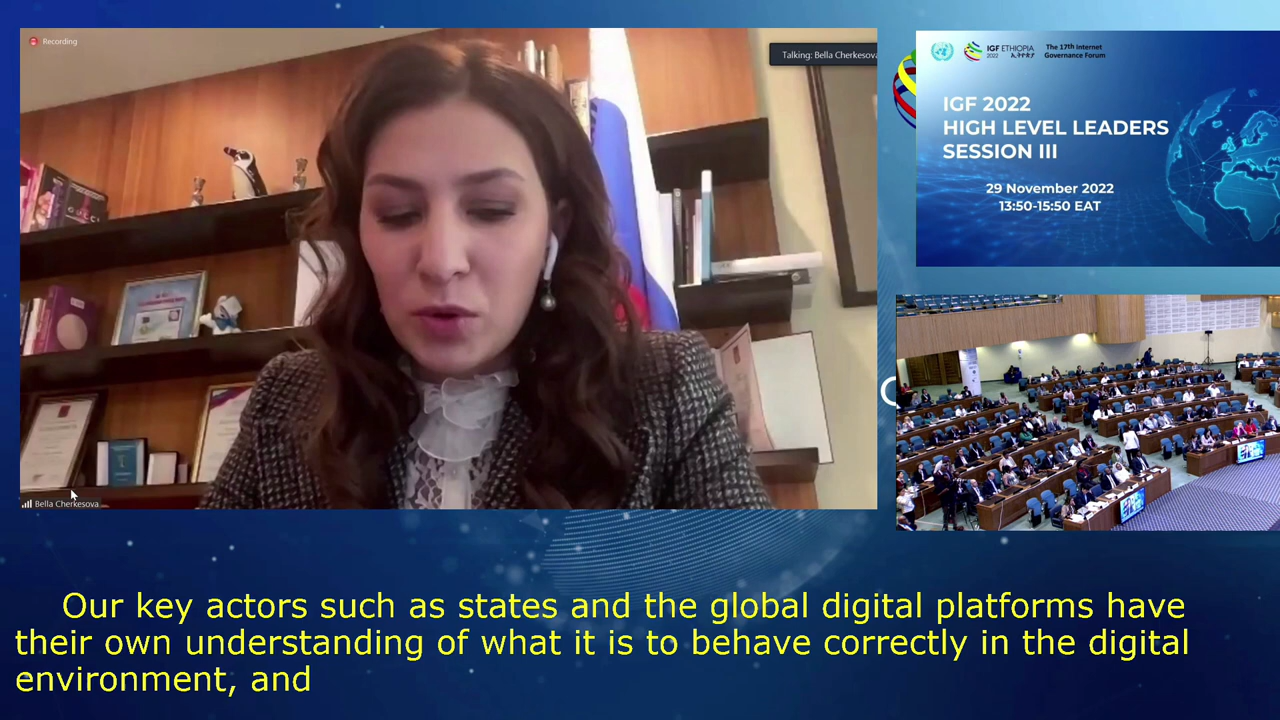 Recording
Talking: Bella Cherkesova
IGF ETHIOPIA
2022 ኢትዮጵያ
The 17th Internet
Governance Forum
IGF 2022
HIGH LEVEL LEADERS
SESSION III
29 November 2022
13:50-15:50 EAT
GUCCI
Bella Cherkesova
Our key actors such as states and the global digital platforms have
their own understanding of what it is to behave correctly in the digital
environment, and